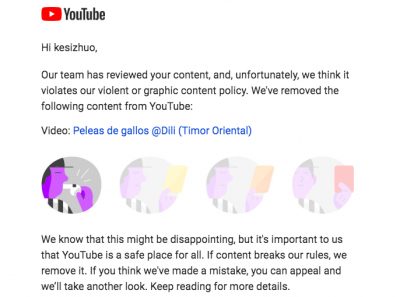 YouTube
Hi kesizhuo,
Our team has reviewed your content, and, unfortunately, we think it
violates our violent or graphic content policy. We've removed the
following content from YouTube:
Video: Peleas de gallos @Dili (Timor Oriental)
We know that this might be disappointing, but it's important to us
that YouTube is a safe place for all. If content breaks our rules, we
remove it. If you think we've made a mistake, you can appeal and
we'll take another look. Keep reading for more details.